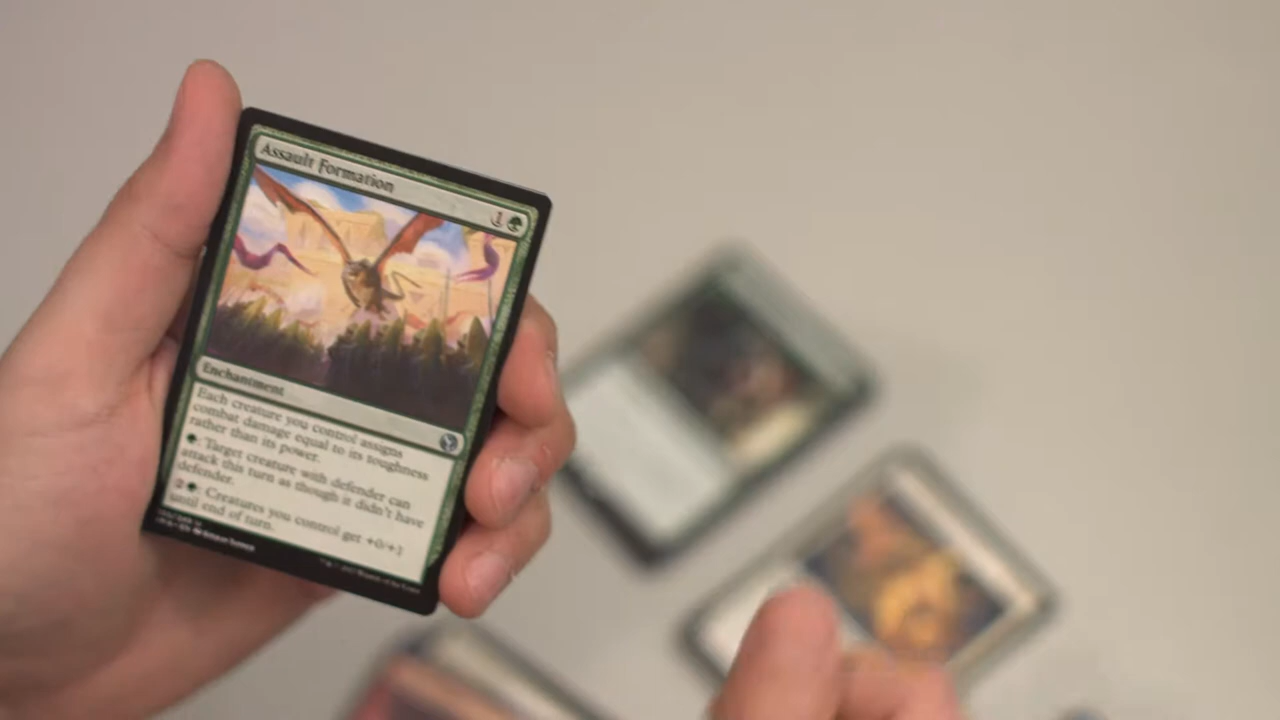 Assault Formation
1
Enchantment
Each creature you control assigns
combat damage equal to its toughness
rather than its power.
: Target creature with defender can
attack this turn as though it didn't have
defender.
2 : Creatures you control get +0/+1
until end of turn.